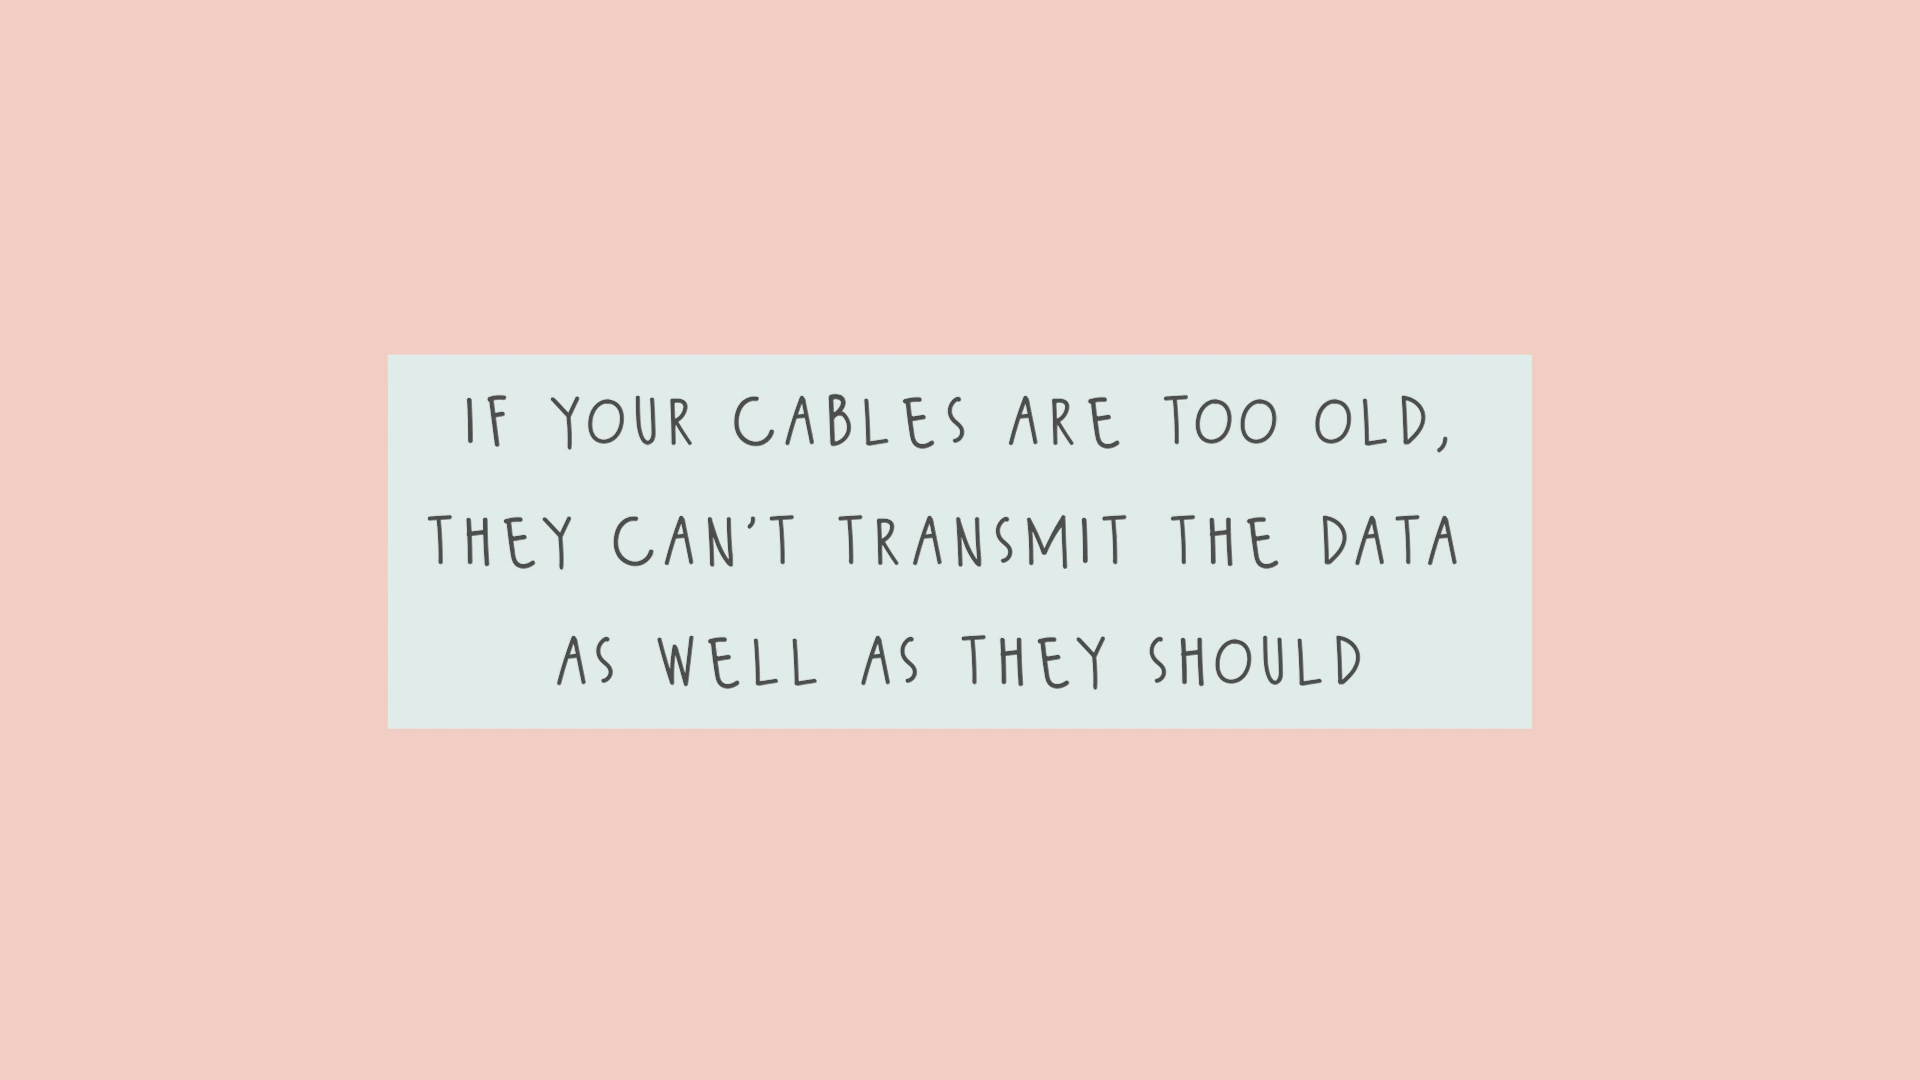 IF YOUR CABLES ARE TOO OLD,
THEY CAN'T TRANSMIT THE DATA
AS WELL AS THEY SHOULD